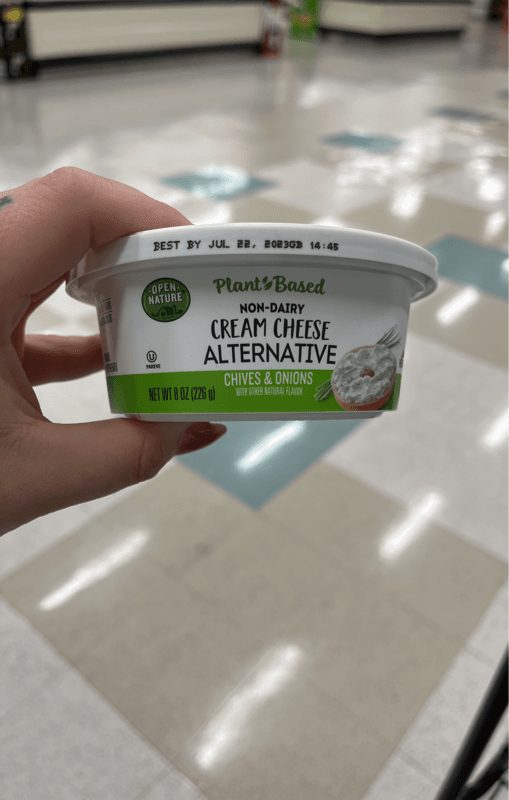 BEST BY JUL 22, 2023GB 14:45
OPEN
NATURE
Plant Based
NON-DAIRY
CREAM CHEESE
ALTERNATIVE
U
PAREVE
CHIVES & ONIONS
WITH OTHER NATURAL FLAVOR
NET WT 8 OZ (226 g)